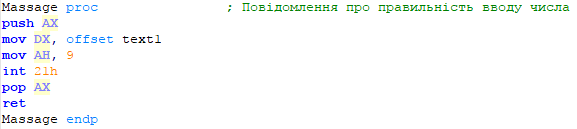 Massage proc ; Повідомлення про правильність вводу числа
push AX
mov DX, offset text1
mov AH, 9
int 21h
pop AX
ret
Massage endp